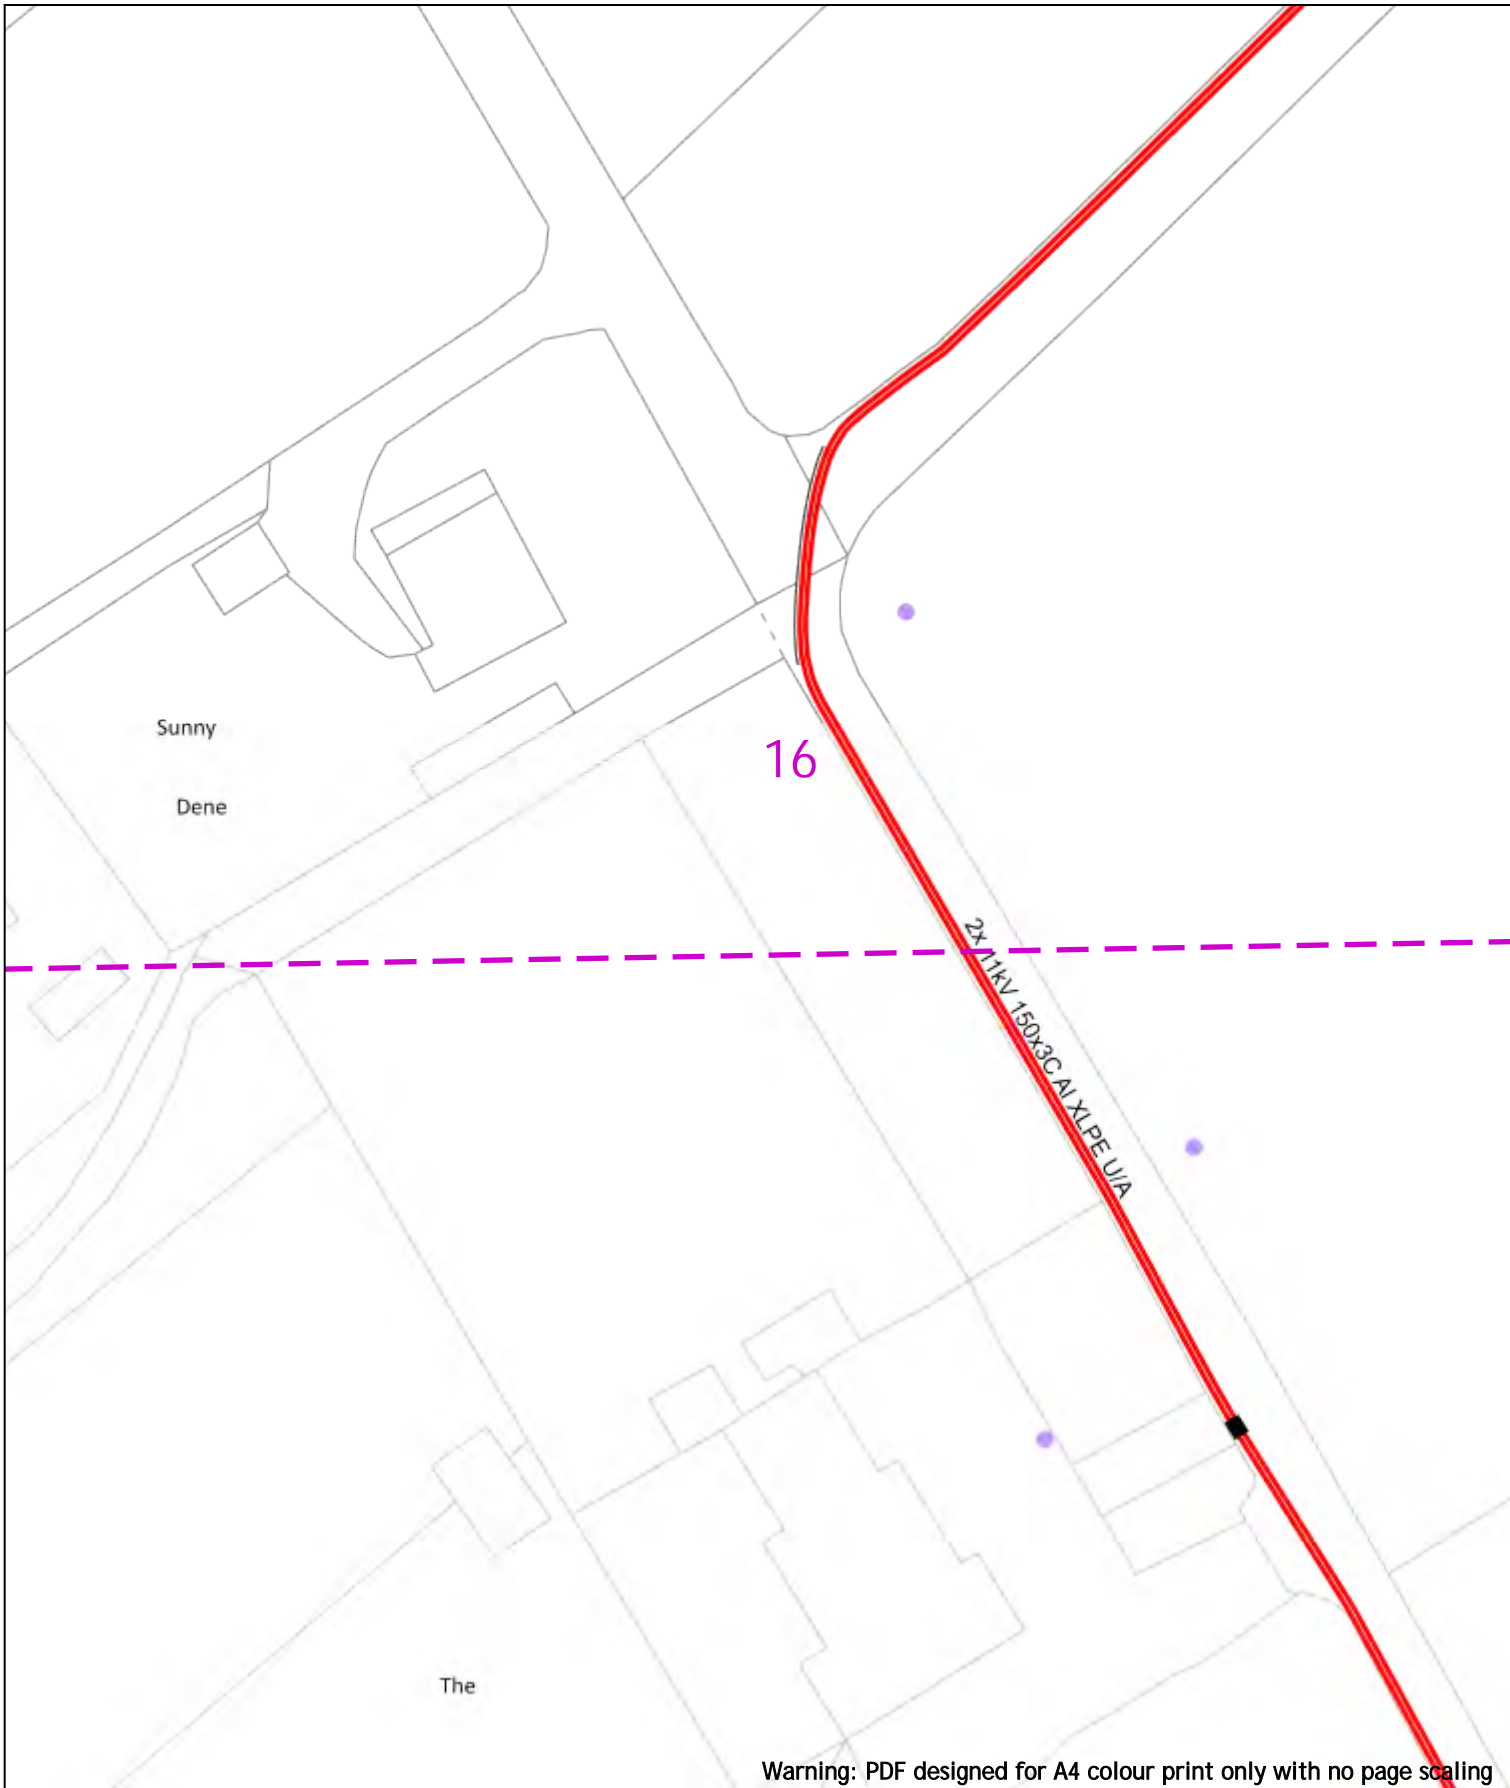 Sunny
16
Dene
2x 11kV 150x3C Al XLPE U/A
The
Warning: PDF designed for A4 colour print only with no page scaling